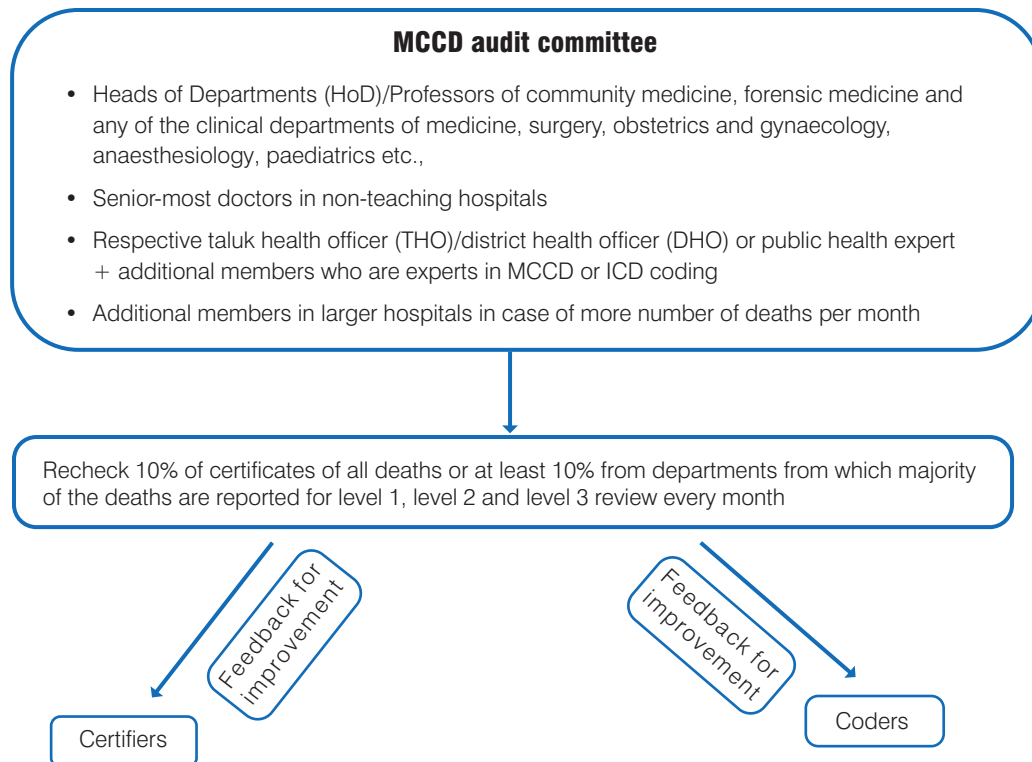 MCCD audit committee
• Heads of Departments (HoD)/Professors of community medicine, forensic medicine and
any of the clinical departments of medicine, surgery, obstetrics and gynaecology,
anaesthesiology, paediatrics etc.,
• Senior-most doctors in non-teaching hospitals
• Respective taluk health officer (THO)/district health officer (DHO) or public health expert
+ additional members who are experts in MCCD or ICD coding
• Additional members in larger hospitals in case of more number of deaths per month
Recheck 10% of certificates of all deaths or at least 10% from departments from which majority
of the deaths are reported for level 1, level 2 and level 3 review every month
Feedback for
improvement
Feedback for
improvement
Certifiers
Coders